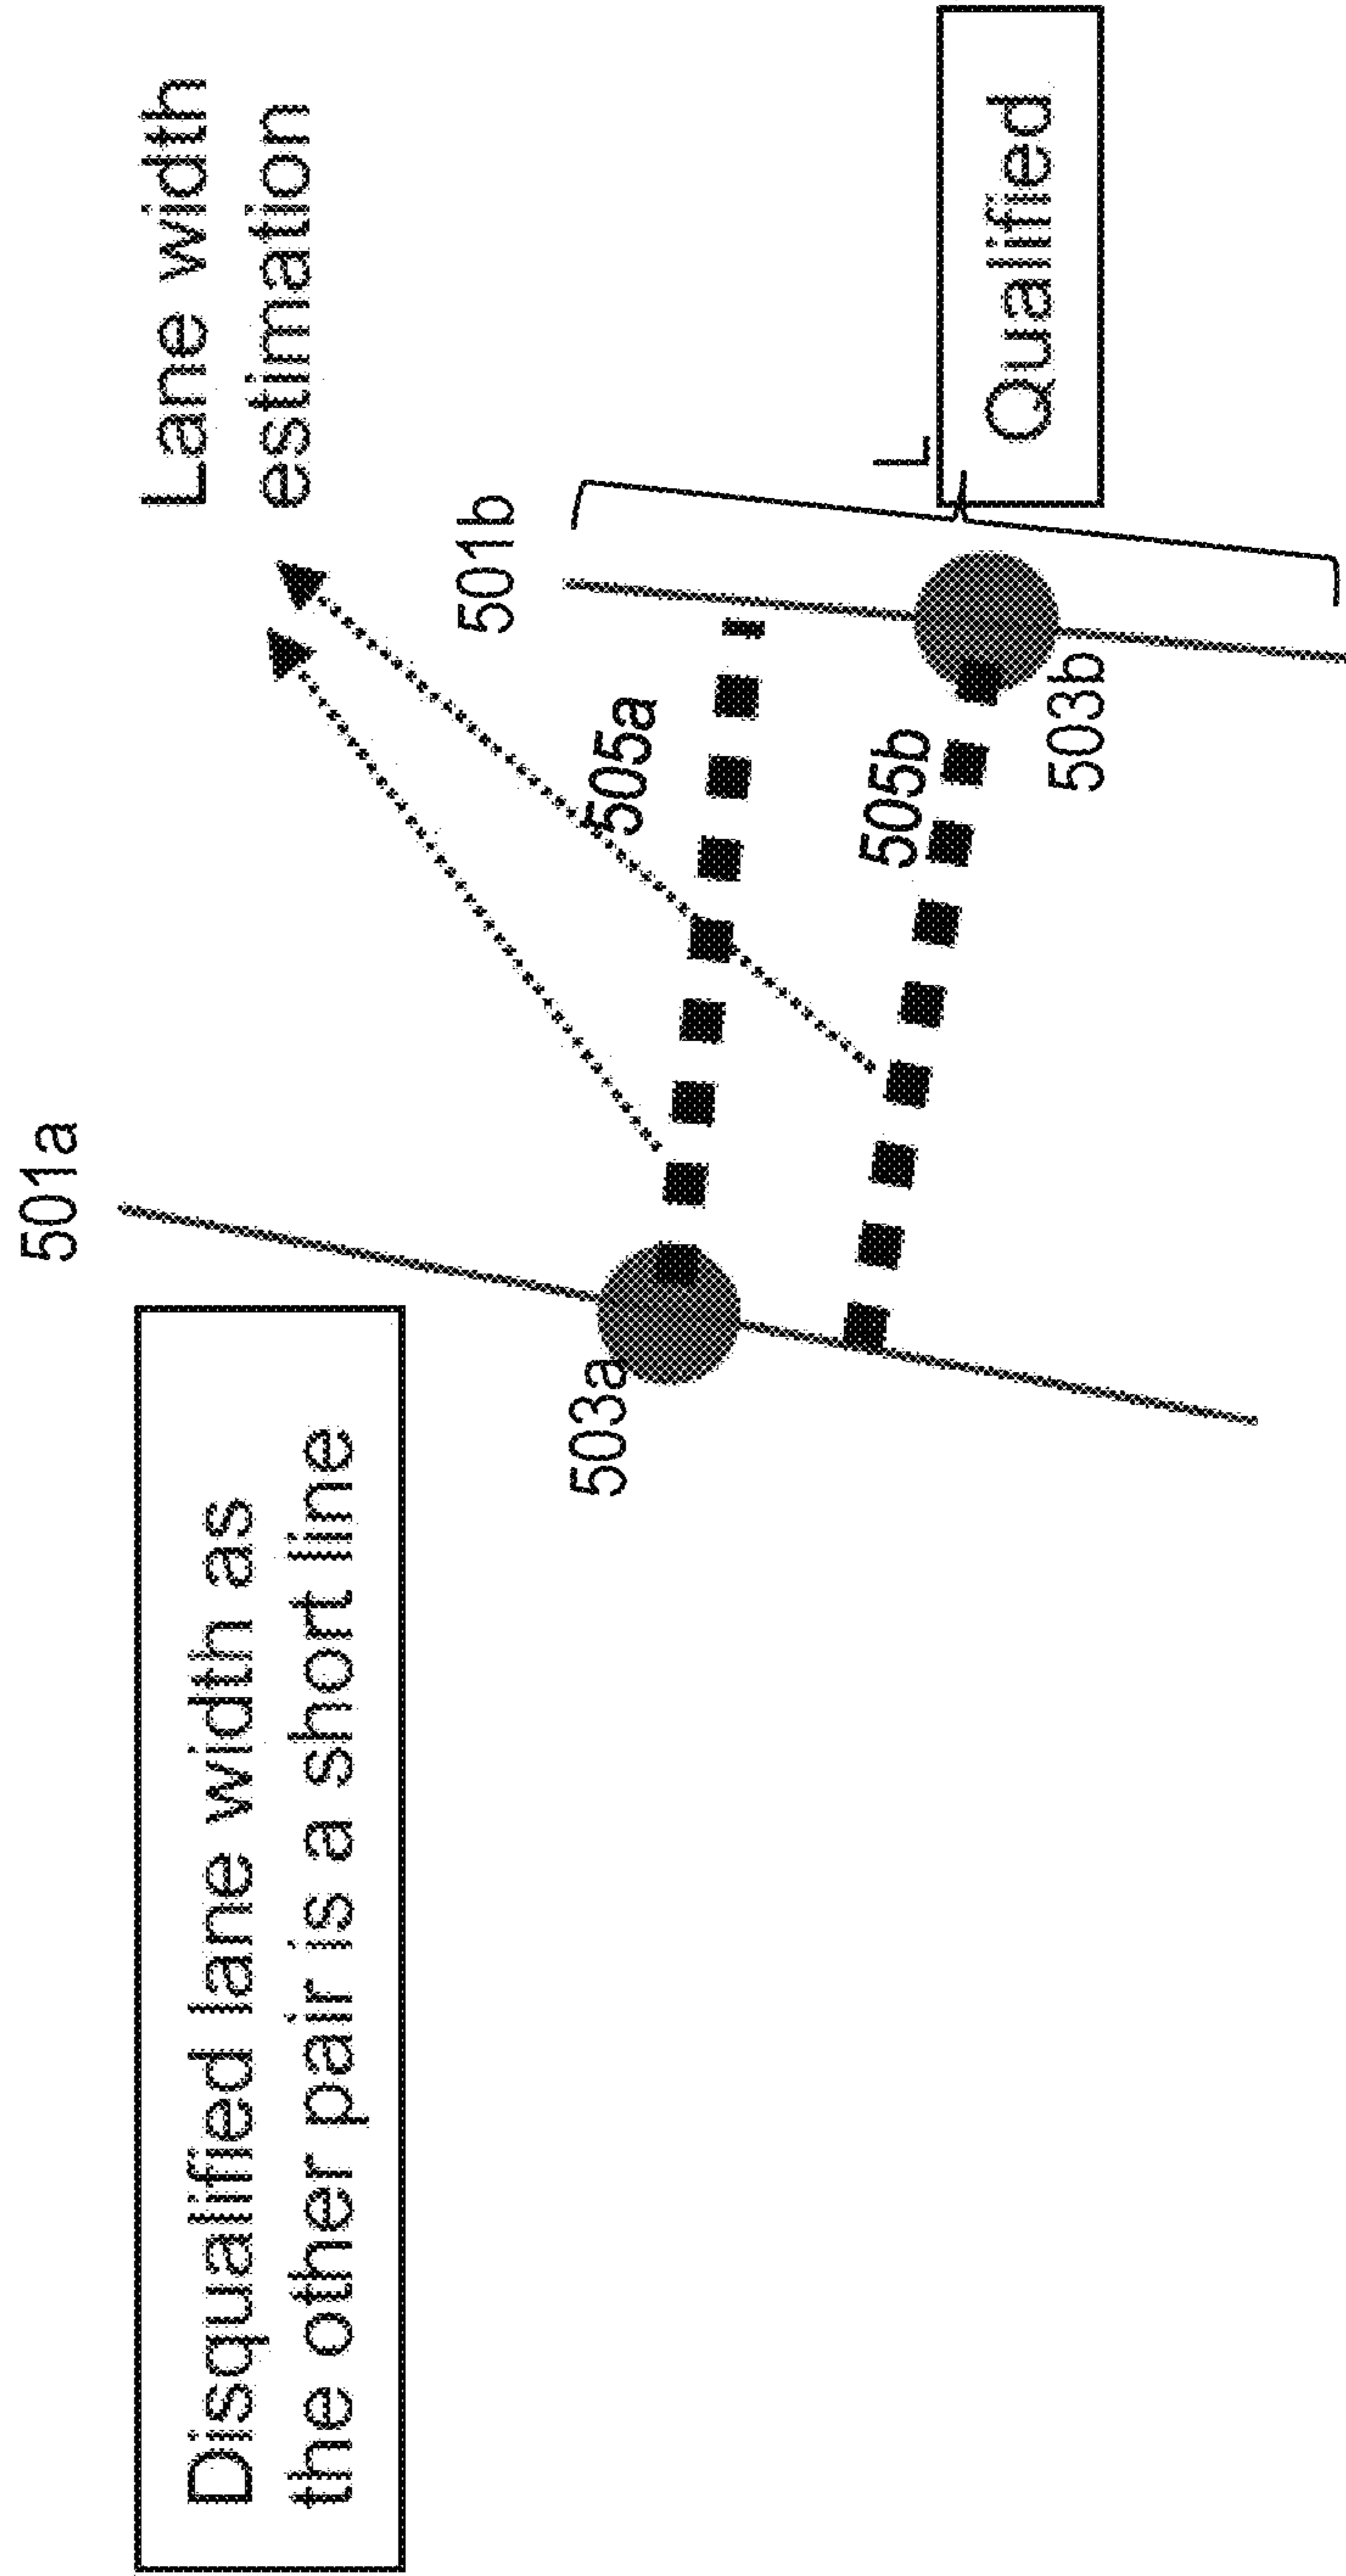 Disqualified lane width as
the other pair is a short line
501a
503a
Lane width
estimation
501b
505a
505b
503b
L
Qualified